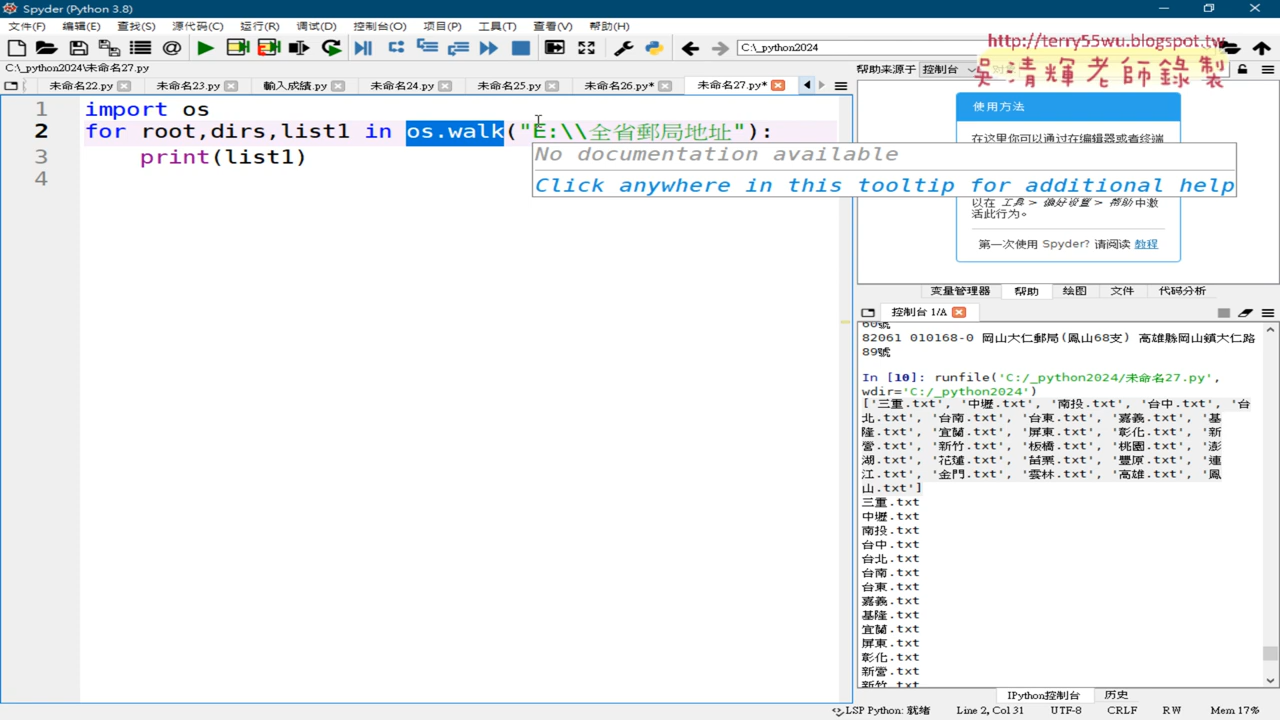 Spyder (Python 3.8)
文件(F) 编辑(E) 查找(S) 源代码(C) 运行(R) 调试(D) 控制台(O) 项目(P) 工具(T) 查看(V) 帮助(H)
C:\_python2024
http://terry55wu.blogspot.tw
吳清輝老師錄製
C:\_python2024\未命名27.py
未命名22.py 未命名23.py 輸入成績.py 未命名24.py 未命名25.py 未命名26.py* 未命名27.py*
帮助来源于 控制台
1 import os
2 for root,dirs,list1 in os.walk("E:\\全省郵局地址"):
3 print(list1)
4
No documentation available
Click anywhere in this tooltip for additional help
使用方法
在这里你可以通过在编辑器或者终端
以在 工具 > 偏好设置 > 帮助 中激
活此行为。
第一次使用 Spyder? 请阅读 教程
变量管理器 帮助 绘图 文件 代码分析
控制台 1/A
60號
82061 010168-0 岡山大仁郵局(鳳山68支) 高雄縣岡山鎮大仁路
89號
In [10]: runfile('C:/_python2024/未命名27.py',
wdir='C:/_python2024')
['三重.txt', '中壢.txt', '南投.txt', '台中.txt', '台
北.txt', '台南.txt', '台東.txt', '嘉義.txt', '基
隆.txt', '宜蘭.txt', '屏東.txt', '彰化.txt', '新
營.txt', '新竹.txt', '板橋.txt', '桃園.txt', '澎
湖.txt', '花蓮.txt', '苗栗.txt', '豐原.txt', '連
江.txt', '金門.txt', '雲林.txt', '高雄.txt', '鳳
山.txt']
三重.txt
中壢.txt
南投.txt
台中.txt
台北.txt
台南.txt
台東.txt
嘉義.txt
基隆.txt
宜蘭.txt
屏東.txt
彰化.txt
新營.txt
新竹.txt
IPython控制台 历史
LSP Python: 就绪 Line 2, Col 31 UTF-8 CRLF RW Mem 17%